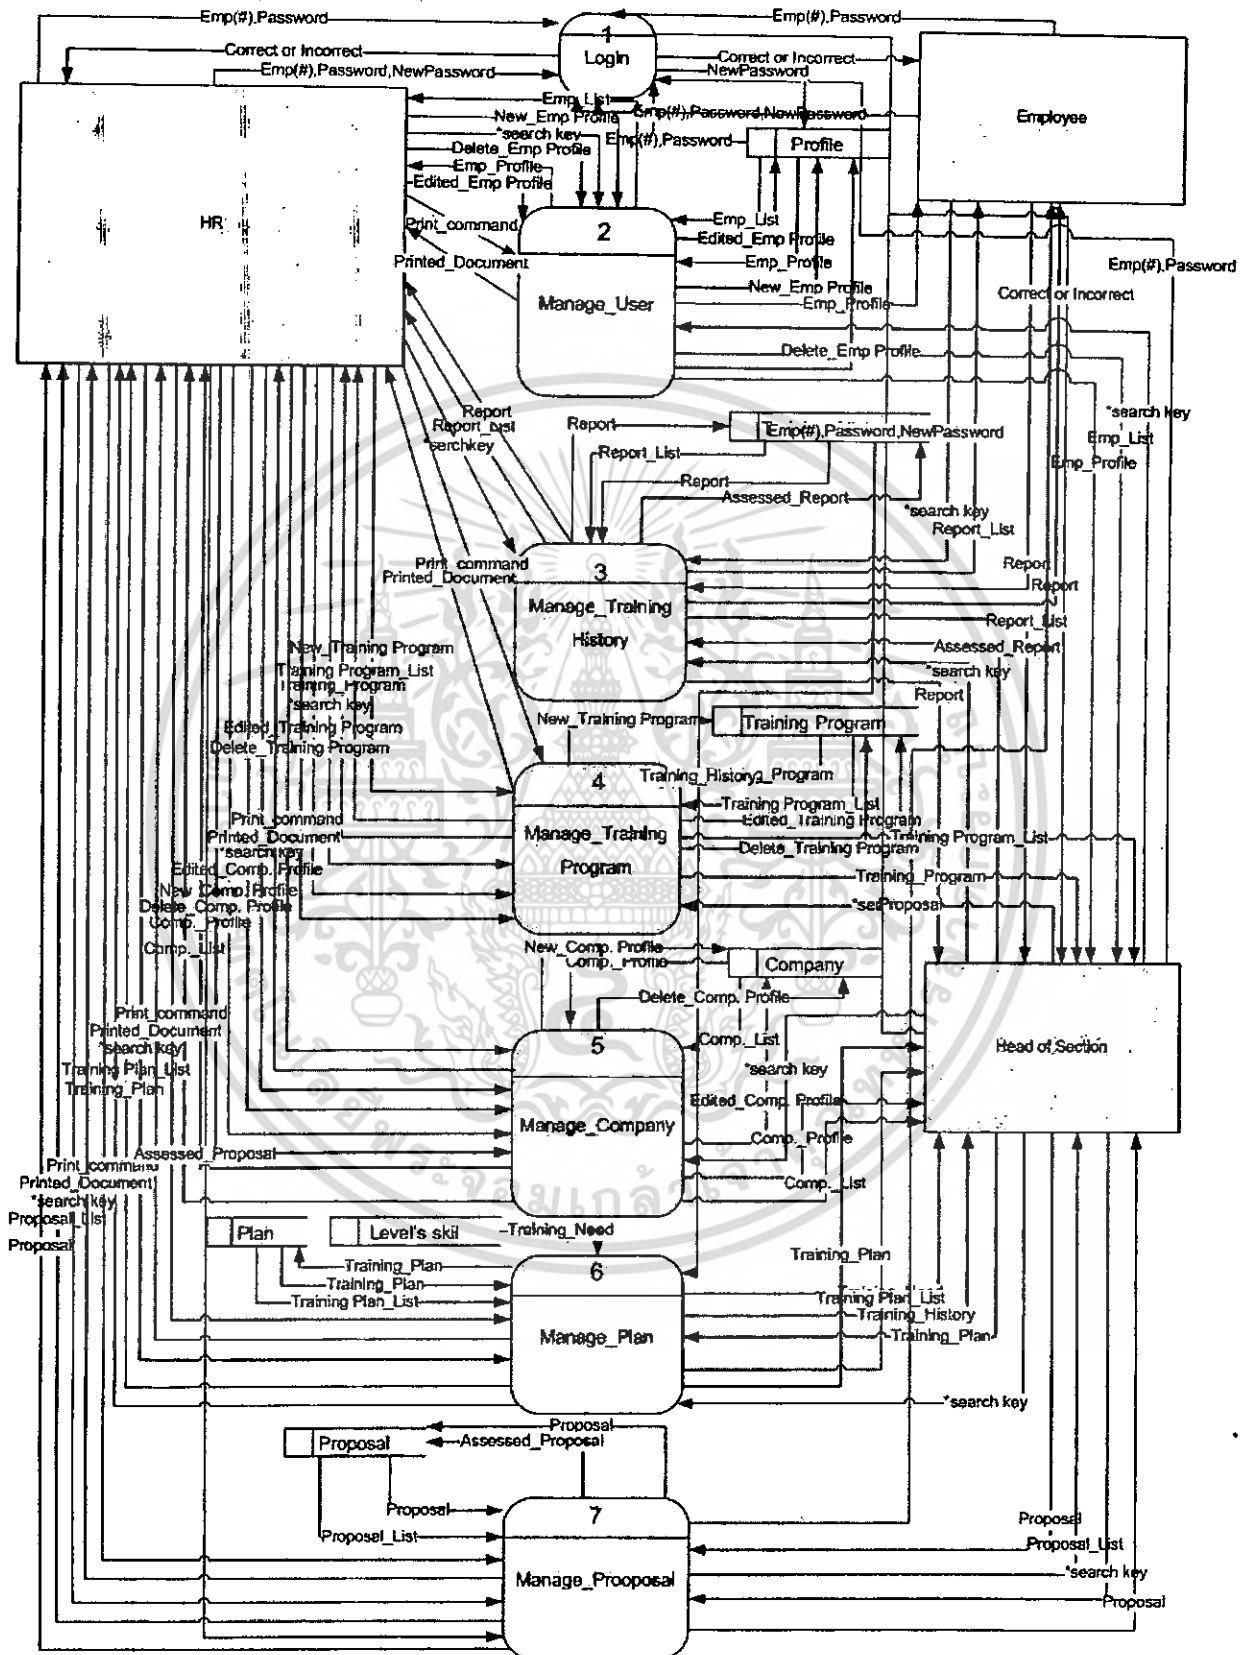 Emp(#),Password
Emp(#),Password
1
Login
Correct or Incorrect
Correct or Incorrect
Emp(#),Password,NewPassword
NewPassword
Emp_List
New_Emp Profile
Emp(#),Password,NewPassword
Employee
*search key
Delete_Emp Profile
Emp(#),Password
Profile
Emp_Profile
Edited_Emp Profile
HR
Print_command
2
Emp_List
Edited_Emp Profile
Printed_Document
Emp_Profile
Emp(#),Password
Manage_User
New_Emp Profile
Emp_Profile
Correct or Incorrect
Delete_Emp Profile
Report
Report_List
*serchkey
Report
Emp(#),Password,NewPassword
*search key
Emp_List
Emp_Profile
Report_List
Report
Assessed_Report
*search key
Report_List
Print_command
Printed_Document
3
Manage_Training
History
Report
Report
Report_List
New_Training Program
Training Program_List
Training_Program
*search key
Assessed_Report
*search key
Report
Edited_Training Program
Delete_Training Program
New_Training Program
Training Program
4
Training_History
Program
Manage_Training
Program
Training Program_List
Edited_Training Program
Training Program_List
Delete_Training Program
Training_Program
Proposal
Print_command
Printed_Document
*search key
Edited_Comp. Profile
New_Comp. Profile
Delete_Comp. Profile
Comp._Profile
Comp._List
New_Comp. Profile
Comp._Profile
Company
Delete_Comp. Profile
Print_command
Printed_Document
*search key
Training Plan_List
Training_Plan
5
Manage_Company
Comp._List
*search key
Head of Section
Edited_Comp. Profile
Comp._Profile
Comp._List
Assessed_Proposal
Print_command
Printed_Document
*search key
Proposal_List
Proposal
Plan
Level's skil
Training_Need
6
Training_Plan
Training_Plan
Training Plan_List
Manage_Plan
Training_Plan
Training Plan_List
Training_History
Training_Plan
*search key
Proposal
Proposal
Assessed_Proposal
Proposal
Proposal_List
7
Manage_Prooposal
Proposal
Proposal_List
*search key
Proposal